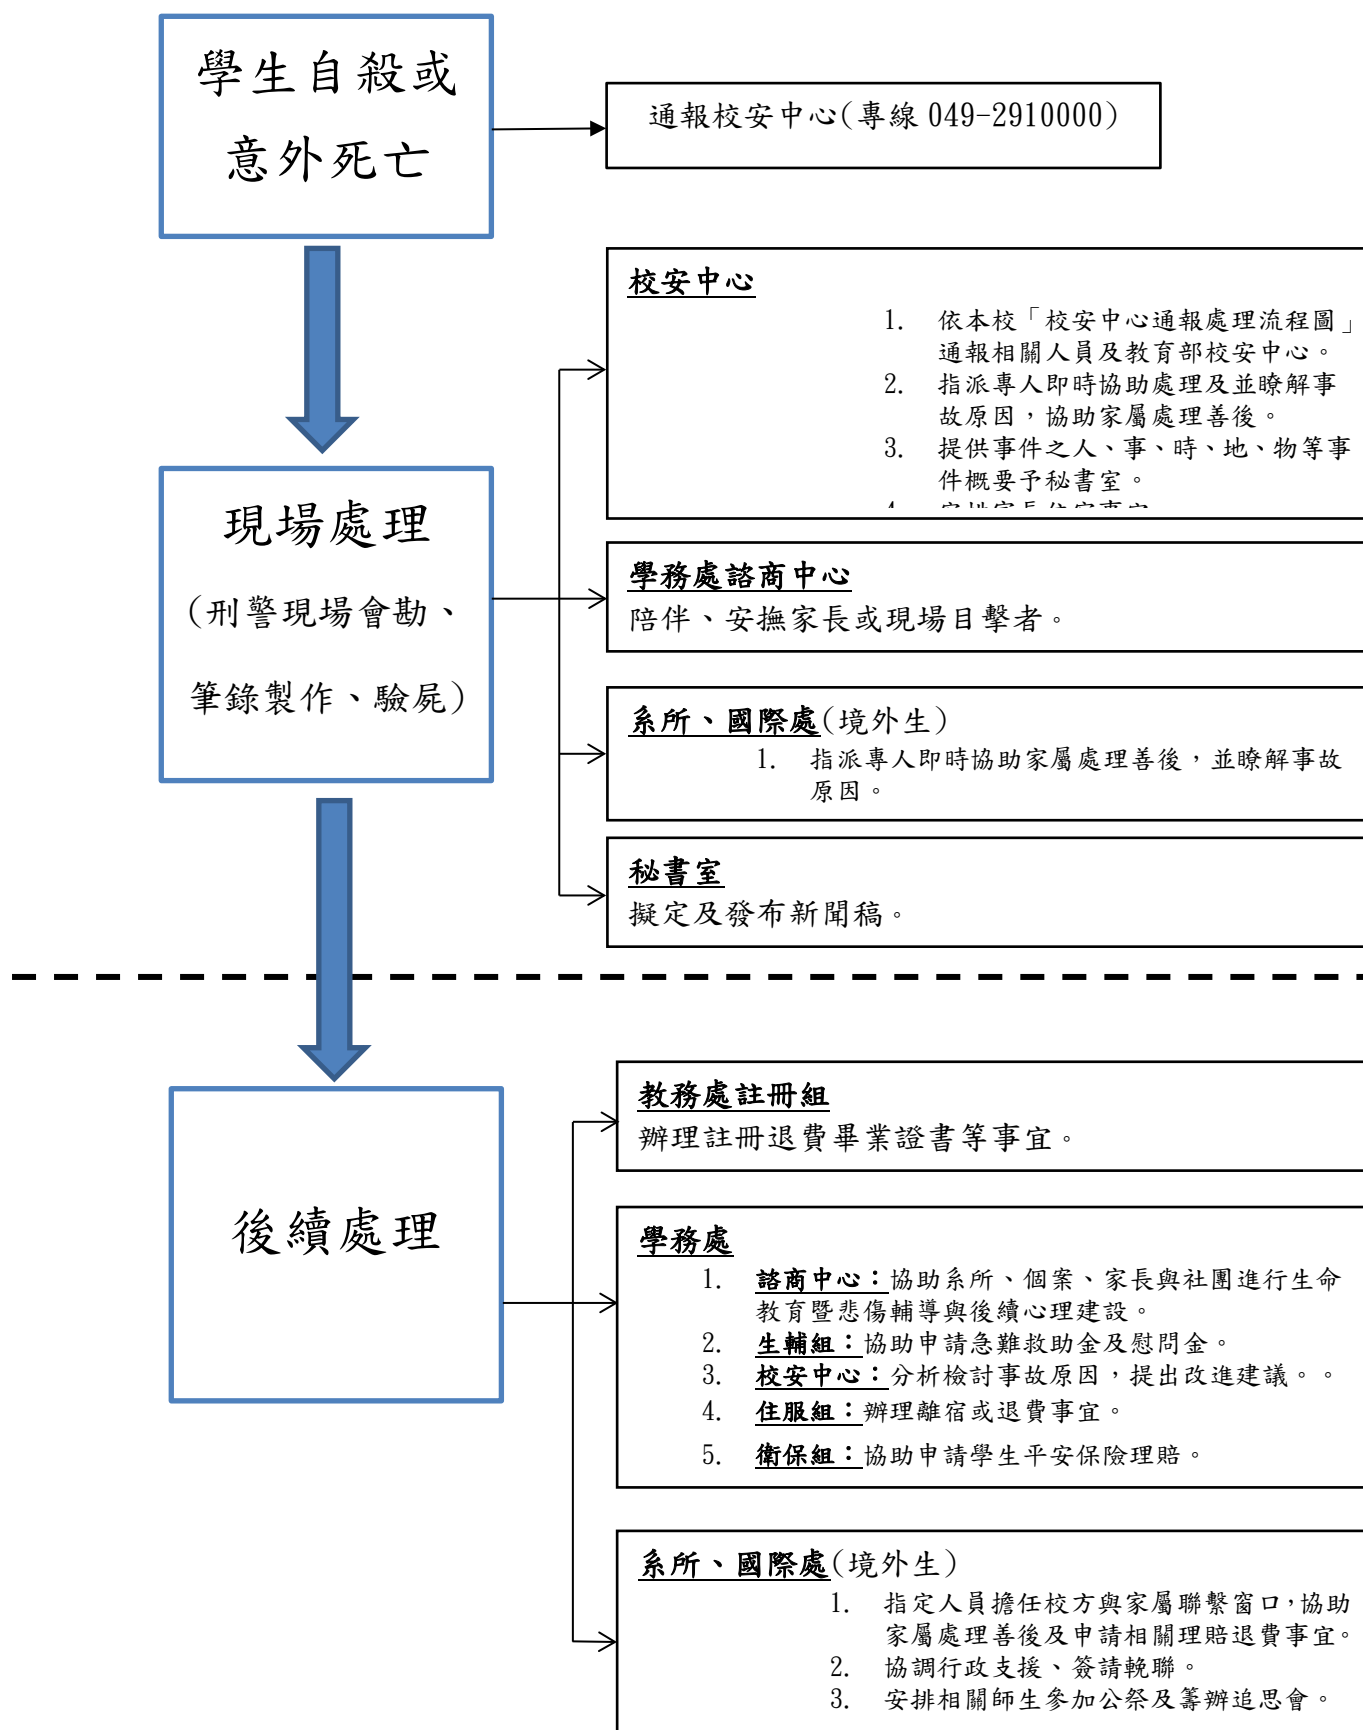 學生自殺或
意外死亡
通報校安中心(專線 049-2910000)
校安中心
1. 依本校「校安中心通報處理流程圖」
通報相關人員及教育部校安中心。
2. 指派專人即時協助處理及並瞭解事
故原因，協助家屬處理善後。
3. 提供事件之人、事、時、地、物等事
件概要予秘書室。
現場處理
(刑警現場會勘、
筆錄製作、驗屍)
學務處諮商中心
陪伴、安撫家長或現場目擊者。
系所、國際處(境外生)
1. 指派專人即時協助家屬處理善後，並瞭解事故
原因。
秘書室
擬定及發布新聞稿。
後續處理
教務處註冊組
辦理註冊退費畢業證書等事宜。
學務處
1. 諮商中心：協助系所、個案、家長與社團進行生命
教育暨悲傷輔導與後續心理建設。
2. 生輔組：協助申請急難救助金及慰問金。
3. 校安中心：分析檢討事故原因，提出改進建議。。
4. 住服組：辦理離宿或退費事宜。
5. 衛保組：協助申請學生平安保險理賠。
系所、國際處(境外生)
1. 指定人員擔任校方與家屬聯繫窗口，協助
家屬處理善後及申請相關理賠退費事宜。
2. 協調行政支援、簽請輓聯。
3. 安排相關師生參加公祭及籌辦追思會。